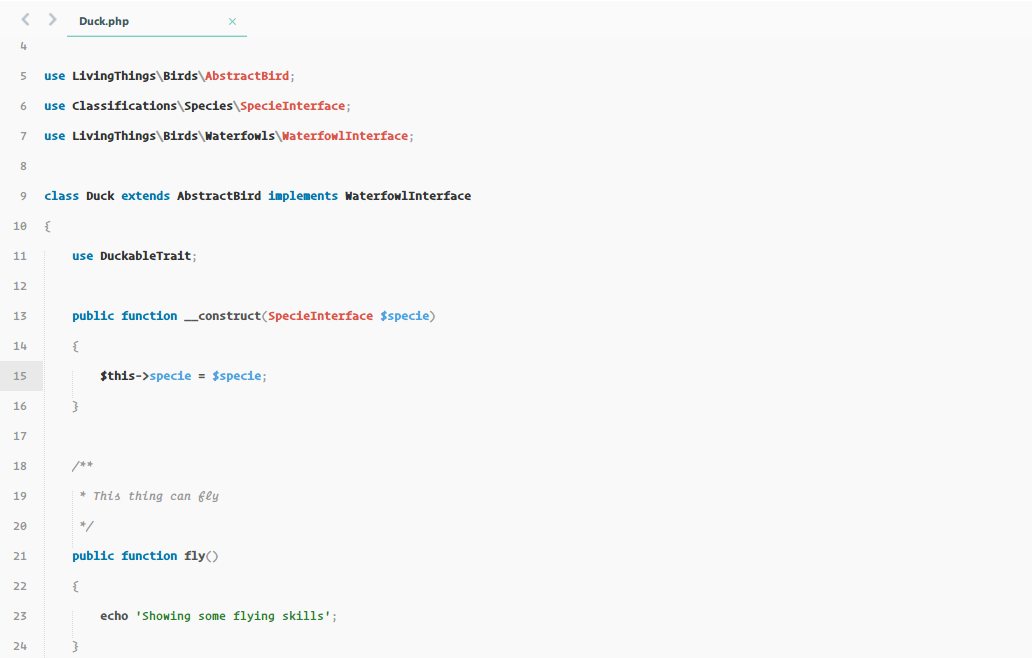 Duck.php ×
4
5 use LivingThings\Birds\AbstractBird;
6 use Classifications\Species\SpecieInterface;
7 use LivingThings\Birds\Waterfowls\WaterfowlInterface;
8
9 class Duck extends AbstractBird implements WaterfowlInterface
10 {
11     use DuckableTrait;
12
13     public function __construct(SpecieInterface $specie)
14     {
15         $this->specie = $specie;
16     }
17
18     /**
19      * This thing can fly
20      */
21     public function fly()
22     {
23         echo 'Showing some flying skills';
24     }